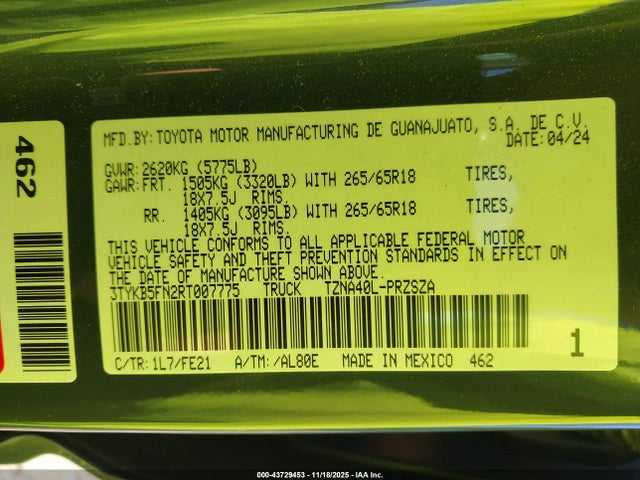 462
MFD.BY:TOYOTA MOTOR MANUFACTURING DE GUANAJUATO, S.A. DE C.V.
DATE:04/24
GVWR:2620KG (5775LB)
GAWR:FRT. 1505KG (3320LB) WITH 265/65R18 TIRES,
18X7.5J RIMS.
RR. 1405KG (3095LB) WITH 265/65R18 TIRES,
18X7.5J RIMS.
THIS VEHICLE CONFORMS TO ALL APPLICABLE FEDERAL MOTOR
VEHICLE SAFETY AND THEFT PREVENTION STANDARDS IN EFFECT ON
THE DATE OF MANUFACTURE SHOWN ABOVE.
3TYKB5FN2RT007775 TRUCK TZNA40L-PRZSZA
1
C/TR:1L7/FE21 A/TM:/AL80E MADE IN MEXICO 462
000-43729453 - 11/18/2025 - IAA Inc.